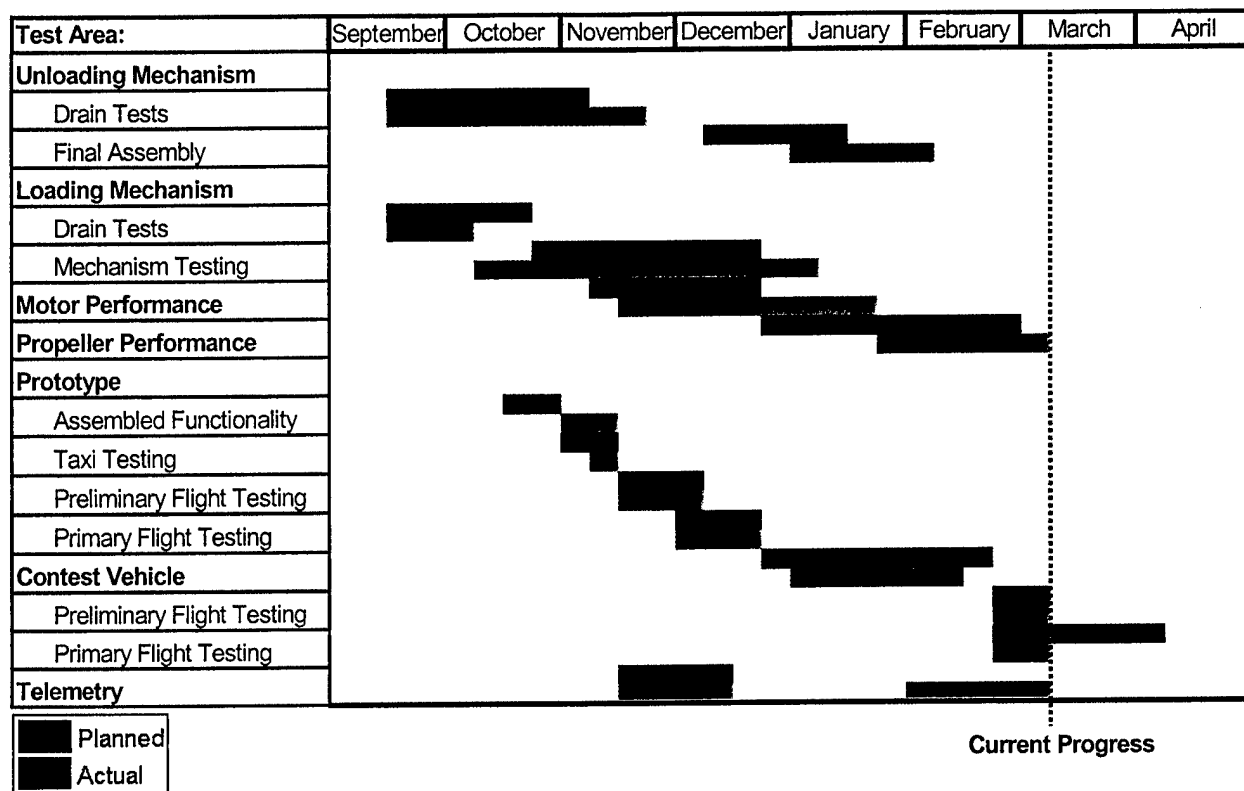 Test Area: September October November December January February March April
Unloading Mechanism
Drain Tests
Final Assembly
Loading Mechanism
Drain Tests
Mechanism Testing
Motor Performance
Propeller Performance
Prototype
Assembled Functionality
Taxi Testing
Preliminary Flight Testing
Primary Flight Testing
Contest Vehicle
Preliminary Flight Testing
Primary Flight Testing
Telemetry
Planned
Actual
Current Progress